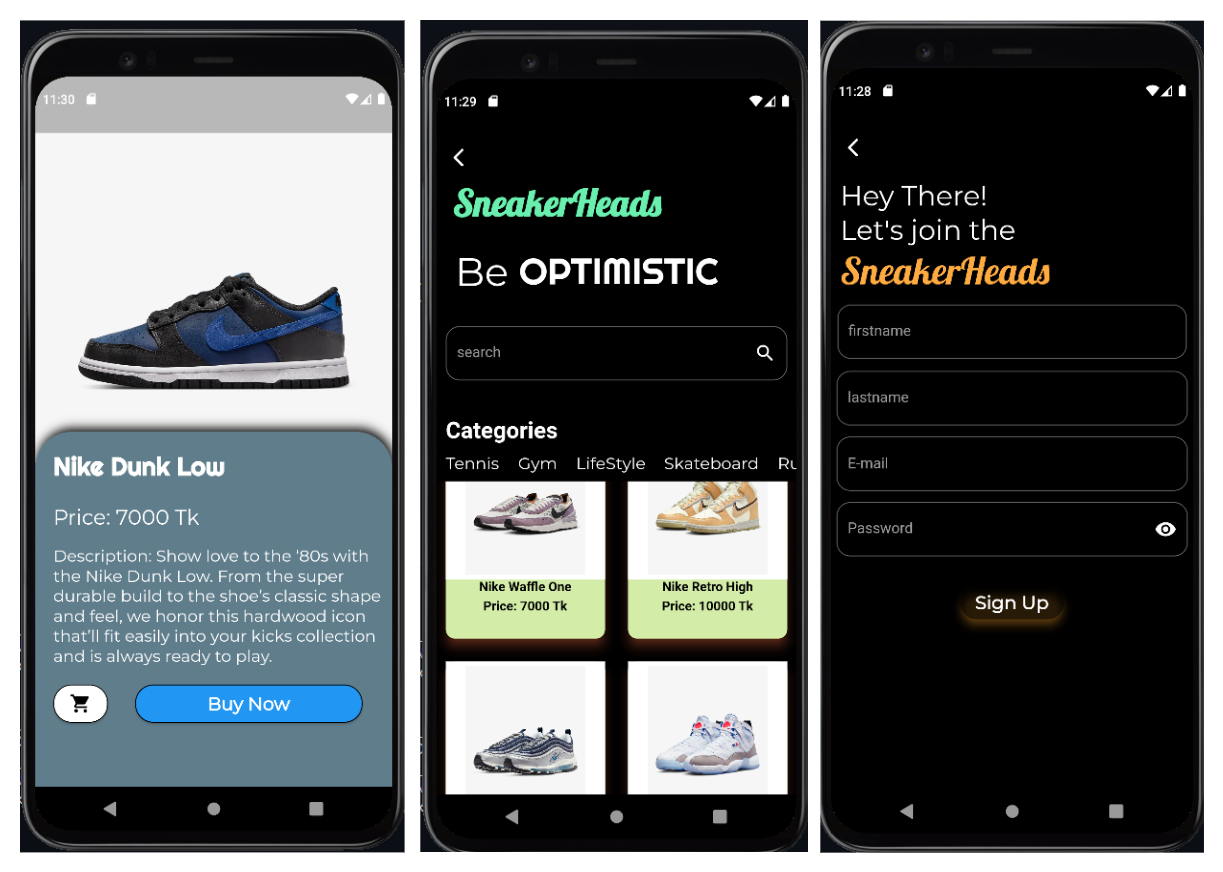 11:30
Nike Dunk Low
Price: 7000 Tk
Description: Show love to the '80s with
the Nike Dunk Low. From the super
durable build to the shoe's classic shape
and feel, we honor this hardwood icon
that'll fit easily into your kicks collection
and is always ready to play.
Buy Now
11:29
SneakerHeads
Be OPTIMISTIC
search
Categories
Tennis Gym LifeStyle Skateboard Ru
Nike Waffle One
Price: 7000 Tk
Nike Retro High
Price: 10000 Tk
11:28
Hey There!
Let's join the
SneakerHeads
firstname
lastname
E-mail
Password
Sign Up